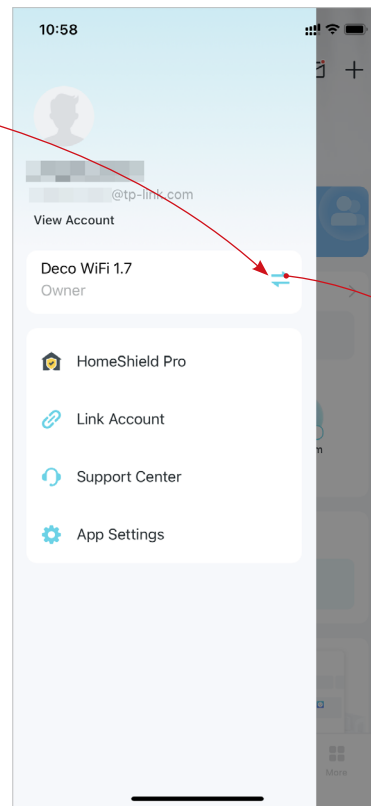 10:58
@tp-link.com
View Account
Deco WiFi 1.7
Owner
HomeShield Pro
Link Account
m
Support Center
App Settings
More